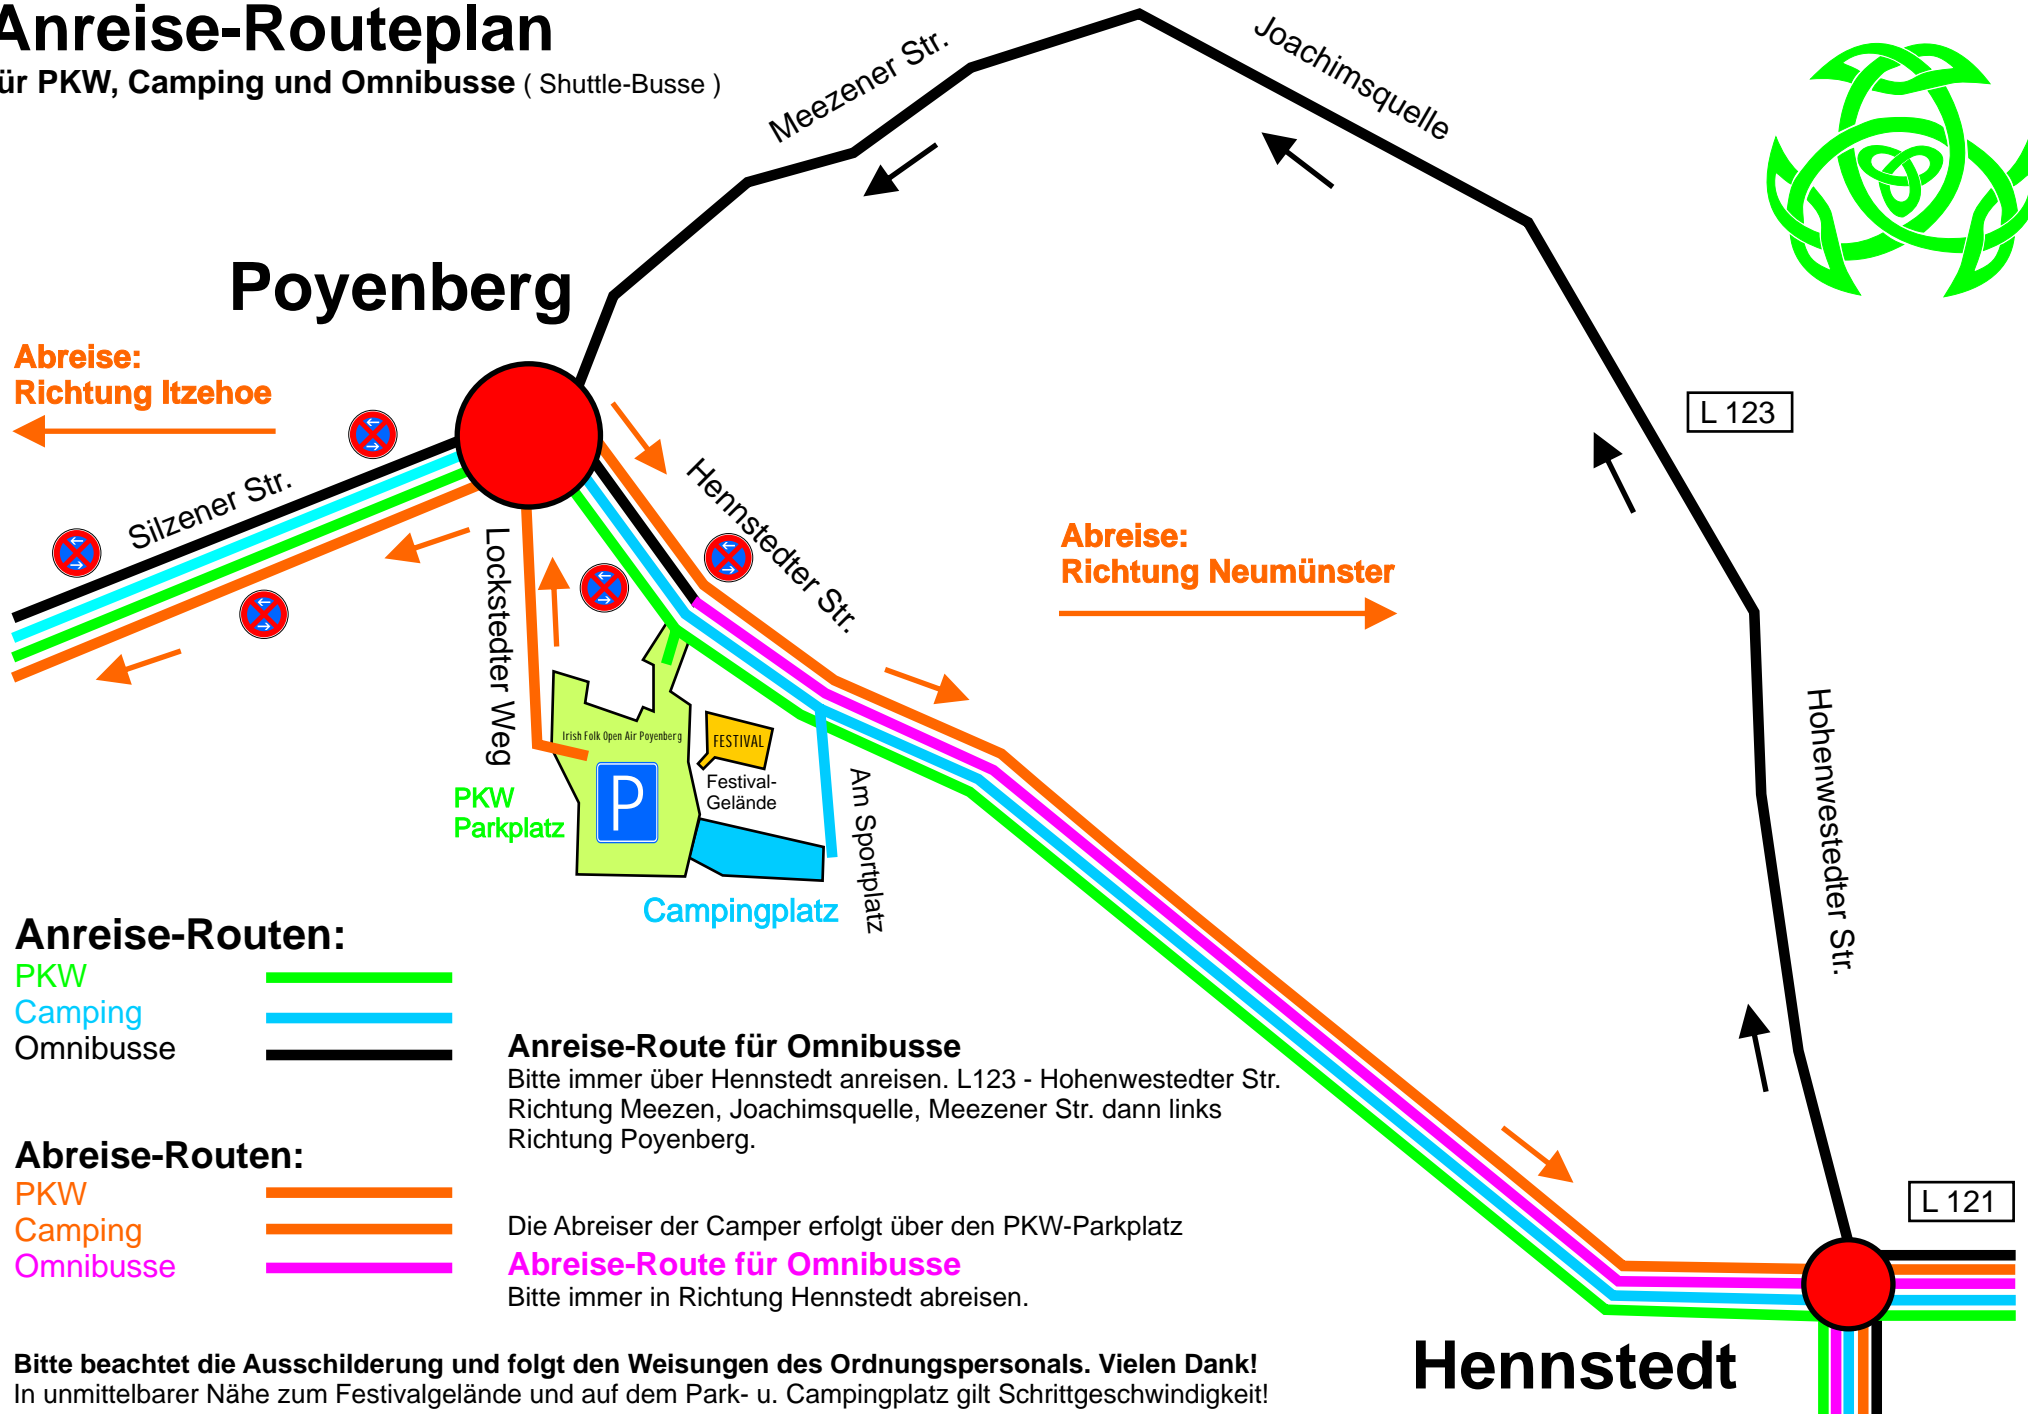 Anreise-Routeplan
ür PKW, Camping und Omnibusse ( Shuttle-Busse )
Meezener Str.
Joachimsquelle
Poyenberg
Abreise:
Richtung Itzehoe
L 123
Silzener Str.
Hennstedter Str.
Lockstedter Weg
Abreise:
Richtung Neumünster
Hohenwestedter Str.
Irish Folk Open Air Poyenberg
FESTIVAL
Festival-
Gelände
P
PKW
Parkplatz
Am Sportplatz
Campingplatz
Anreise-Routen:
PKW
Camping
Omnibusse
Anreise-Route für Omnibusse
Bitte immer über Hennstedt anreisen. L123 - Hohenwestedter Str.
Richtung Meezen, Joachimsquelle, Meezener Str. dann links
Richtung Poyenberg.
Abreise-Routen:
PKW
Camping
Omnibusse
Die Abreiser der Camper erfolgt über den PKW-Parkplatz
Abreise-Route für Omnibusse
Bitte immer in Richtung Hennstedt abreisen.
L 121
Hennstedt
Bitte beachtet die Ausschilderung und folgt den Weisungen des Ordnungspersonals. Vielen Dank!
In unmittelbarer Nähe zum Festivalgelände und auf dem Park- u. Campingplatz gilt Schrittgeschwindigkeit!